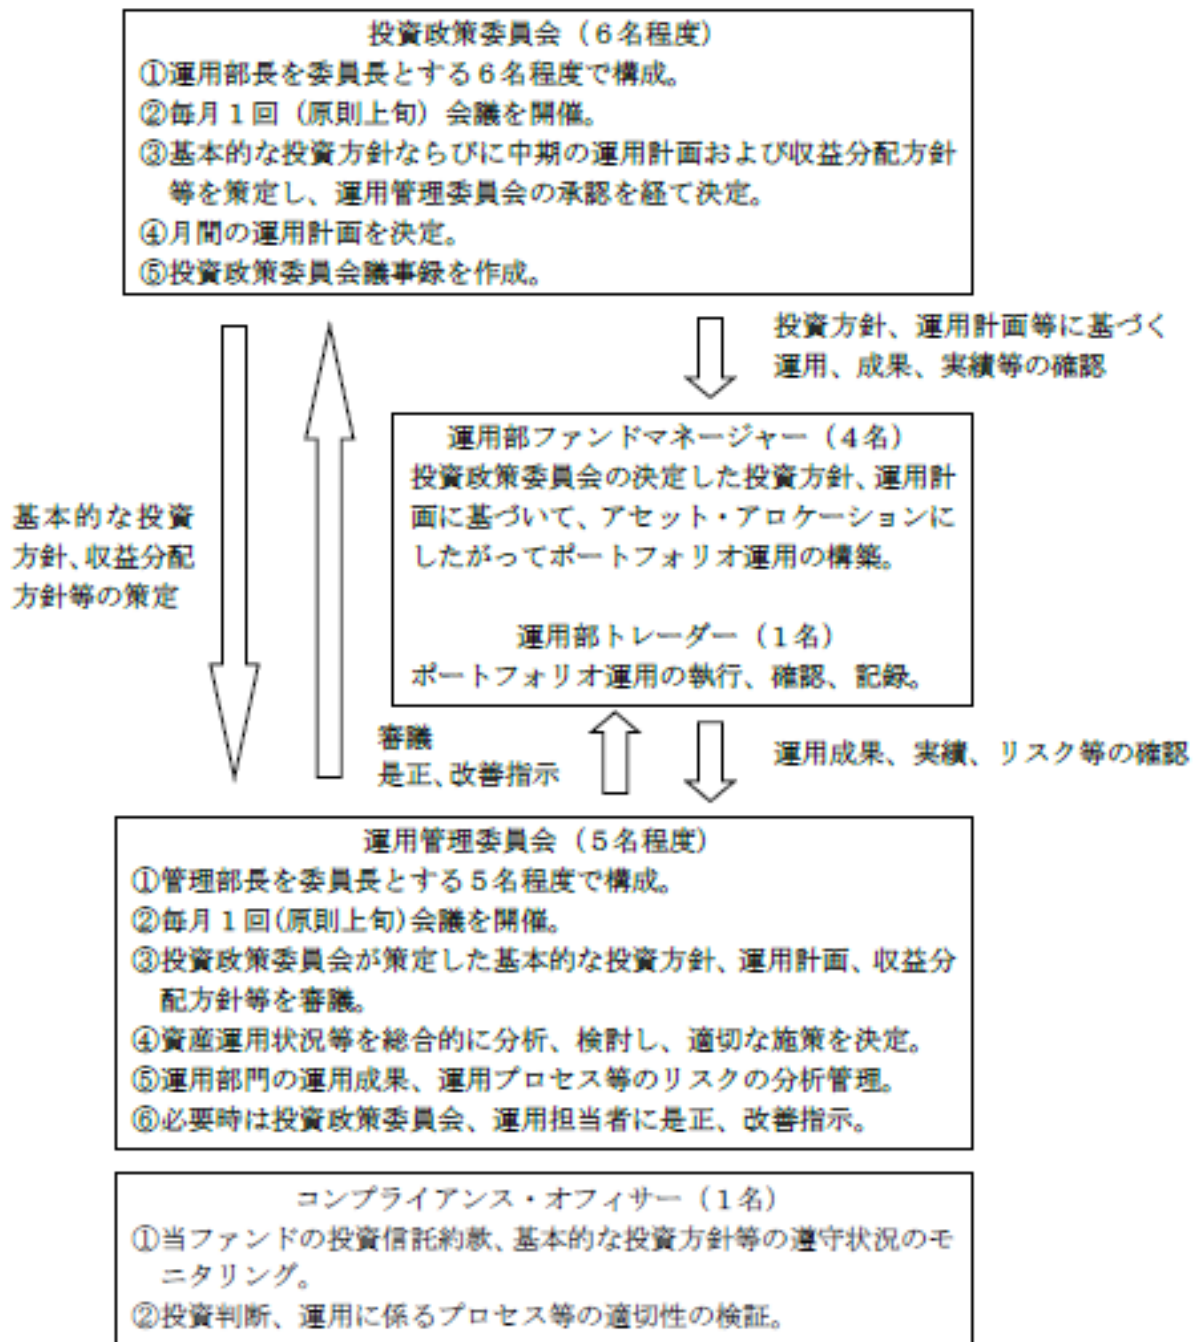 投資政策委員会（６名程度）
①運用部長を委員長とする６名程度で構成。
②毎月１回（原則上旬）会議を開催。
③基本的な投資方針ならびに中期の運用計画および収益分配方針
等を策定し、運用管理委員会の承認を経て決定。
④月間の運用計画を決定。
⑤投資政策委員会議事録を作成。
投資方針、運用計画等に基づく
運用、成果、実績等の確認
運用部ファンドマネージャー（４名）
投資政策委員会の決定した投資方針、運用計
画に基づいて、アセット・アロケーションに
したがってポートフォリオ運用の構築。
運用部トレーダー（１名）
ポートフォリオ運用の執行、確認、記録。
基本的な投資
方針、収益分配
方針等の策定
審議
是正、改善指示
運用成果、実績、リスク等の確認
運用管理委員会（５名程度）
①管理部長を委員長とする５名程度で構成。
②毎月１回(原則上旬)会議を開催。
③投資政策委員会が策定した基本的な投資方針、運用計画、収益分
配方針等を審議。
④資産運用状況等を総合的に分析、検討し、適切な施策を決定。
⑤運用部門の運用成果、運用プロセス等のリスクの分析管理。
⑥必要時は投資政策委員会、運用担当者に是正、改善指示。
コンプライアンス・オフィサー（１名）
①当ファンドの投資信託約款、基本的な投資方針等の遵守状況のモ
ニタリング。
②投資判断、運用に係るプロセス等の適切性の検証。